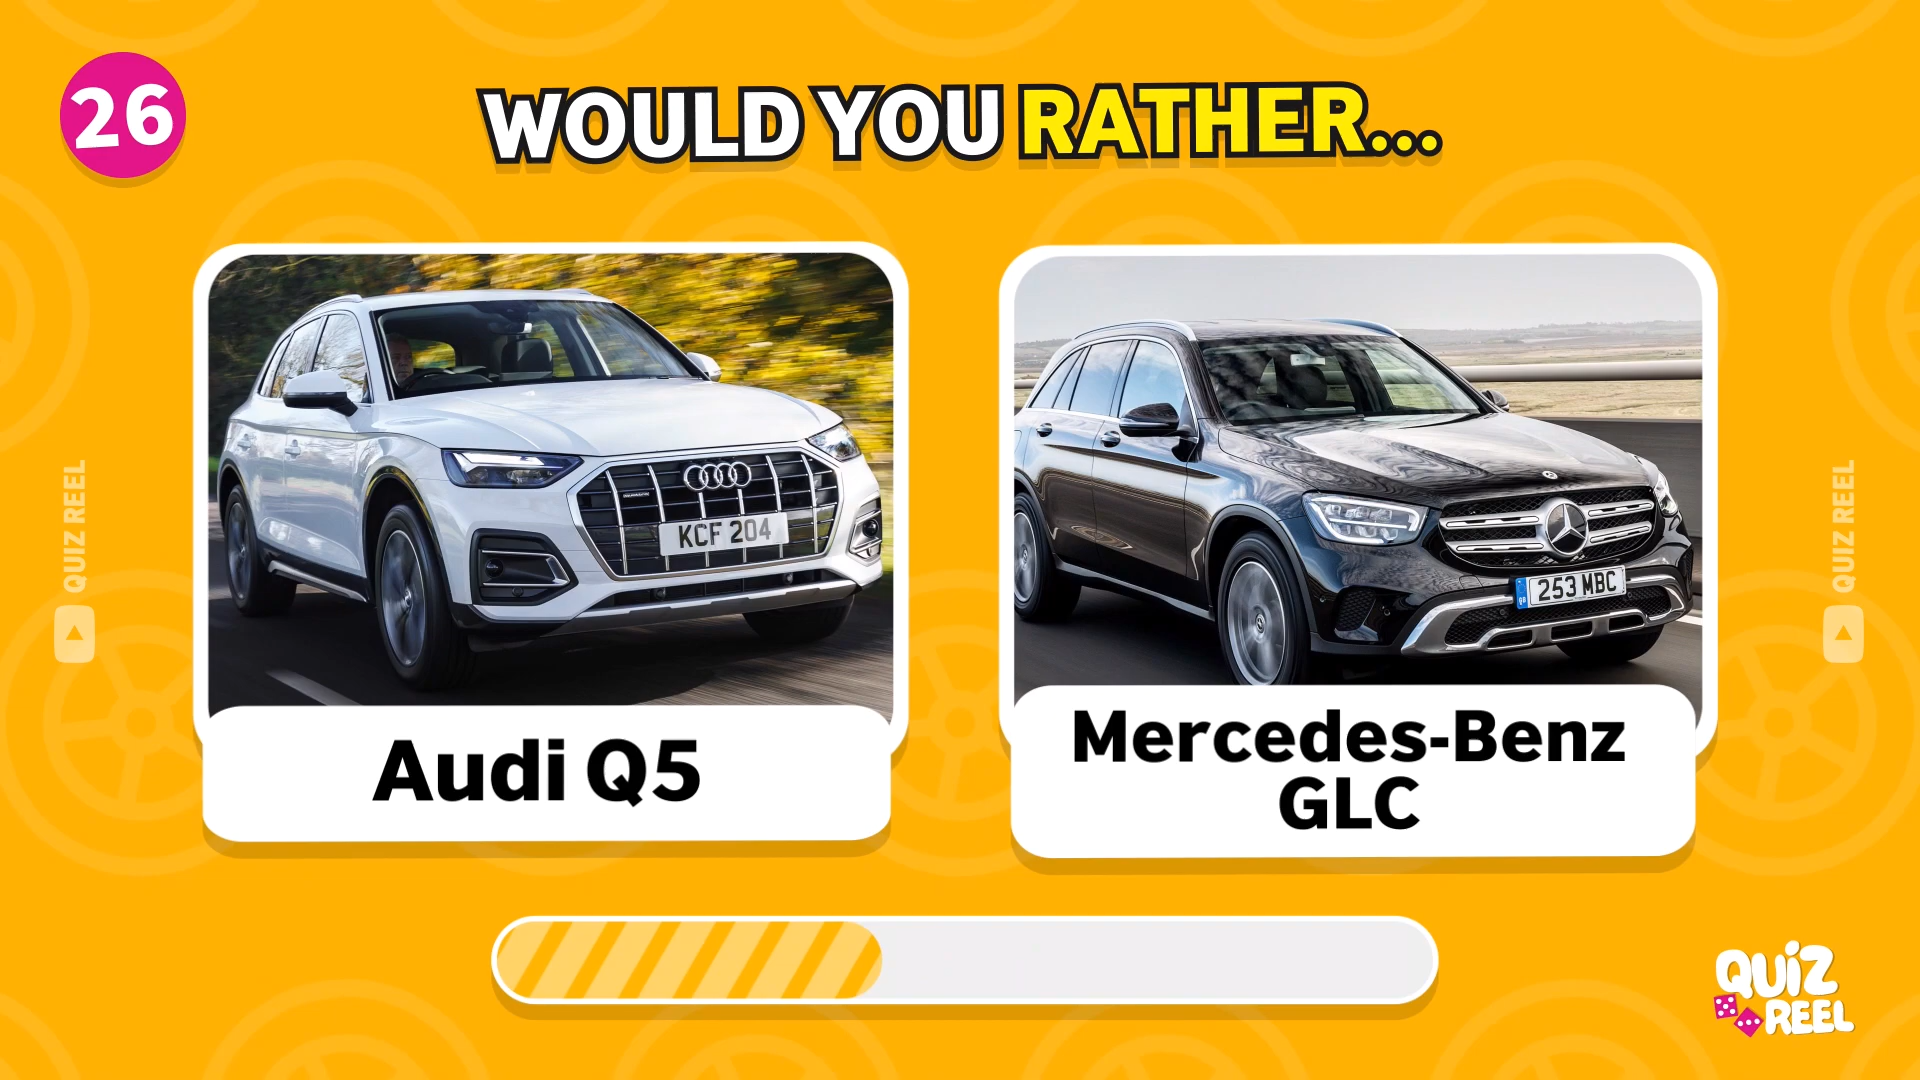 26
WOULD YOU RATHER...
KCF 204
253 MBC
Audi Q5
Mercedes-Benz
GLC
QUIZ REEL
QUIZ REEL
QUIZ
REEL